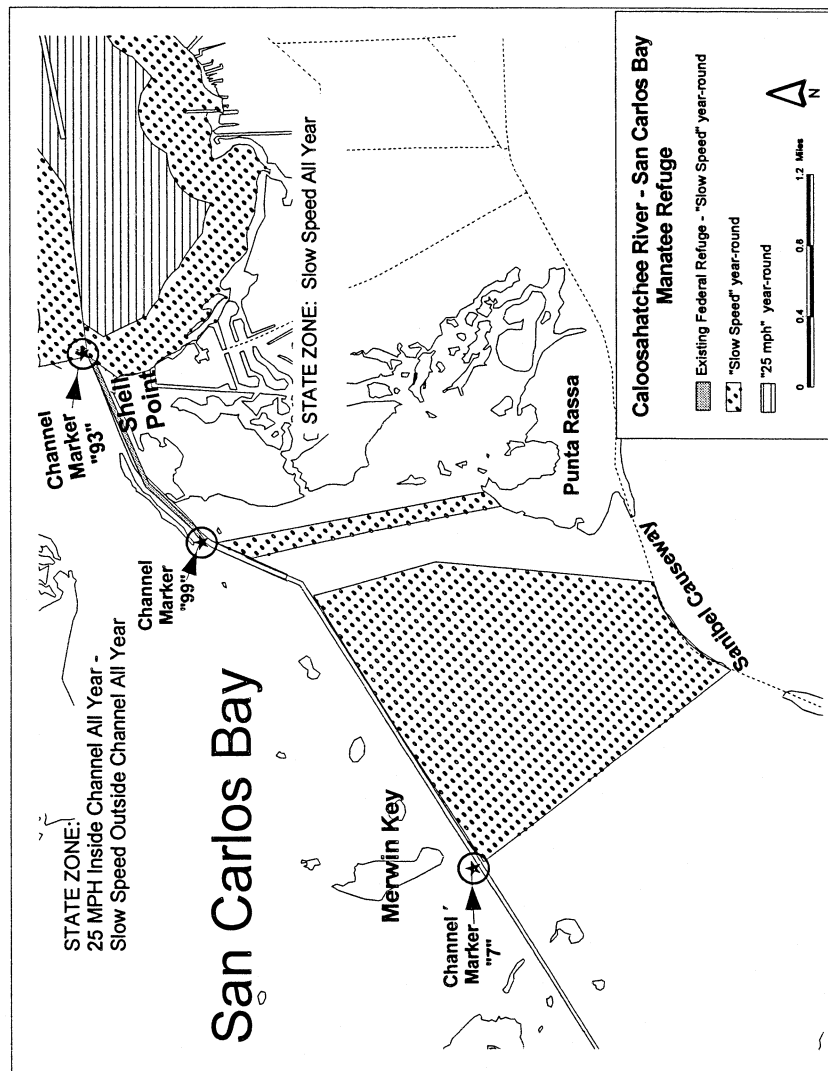 STATE ZONE:
25 MPH Inside Channel All Year -
Slow Speed Outside Channel All Year
San Carlos Bay
Channel
Marker
"93"
Shell
Point
Channel
Marker
"99"
STATE ZONE: Slow Speed All Year
Merwin Key
Channel
Marker
"7"
Punta Rassa
Sanibel Causeway
Caloosahatchee River - San Carlos Bay
Manatee Refuge
Existing Federal Refuge - "Slow Speed" year-round
"Slow Speed" year-round
"25 mph" year-round
0 0.4 0.8 1.2 Miles
N